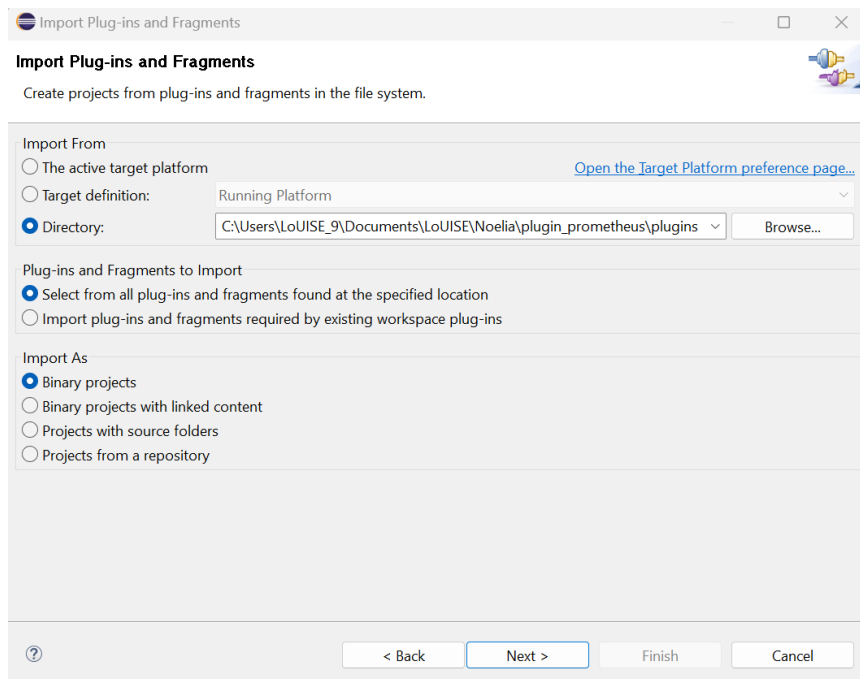 Import Plug-ins and Fragments
Import Plug-ins and Fragments
Create projects from plug-ins and fragments in the file system.
Import From
The active target platform
Open the Target Platform preference page...
Target definition:
Running Platform
Directory:
C:\Users\LoUISE_9\Documents\LoUISE\Noelia\plugin_prometheus\plugins
Browse...
Plug-ins and Fragments to Import
Select from all plug-ins and fragments found at the specified location
Import plug-ins and fragments required by existing workspace plug-ins
Import As
Binary projects
Binary projects with linked content
Projects with source folders
Projects from a repository
?
< Back
Next >
Finish
Cancel